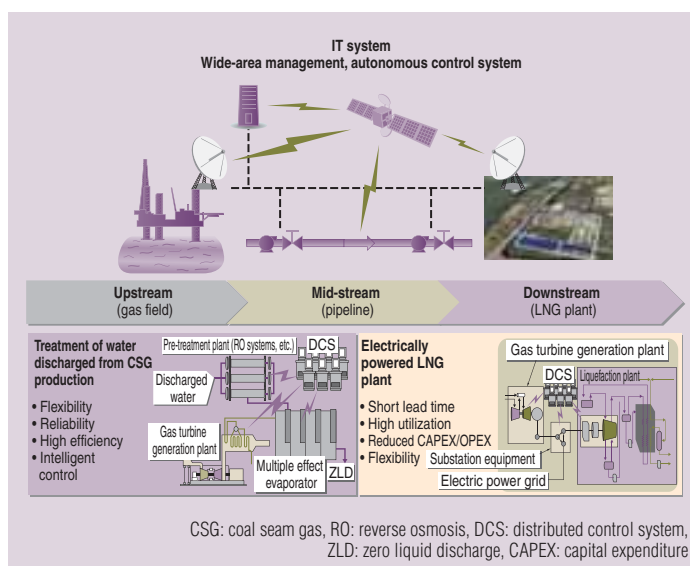 IT system
Wide-area management, autonomous control system
Upstream
(gas field)
Mid-stream
(pipeline)
Downstream
(LNG plant)
Treatment of water
discharged from CSG
production
• Flexibility
• Reliability
• High efficiency
• Intelligent
control
Pre-treatment plant (RO systems, etc.)
DCS
Discharged
water
Gas turbine
generation plant
Multiple effect
evaporator
ZLD
Electrically
powered LNG
plant
• Short lead time
• High utilization
• Reduced CAPEX/OPEX
• Flexibility
Gas turbine generation plant
DCS
Liquefaction plant
Substation equipment
Electric power grid
CSG: coal seam gas, RO: reverse osmosis, DCS: distributed control system,
ZLD: zero liquid discharge, CAPEX: capital expenditure